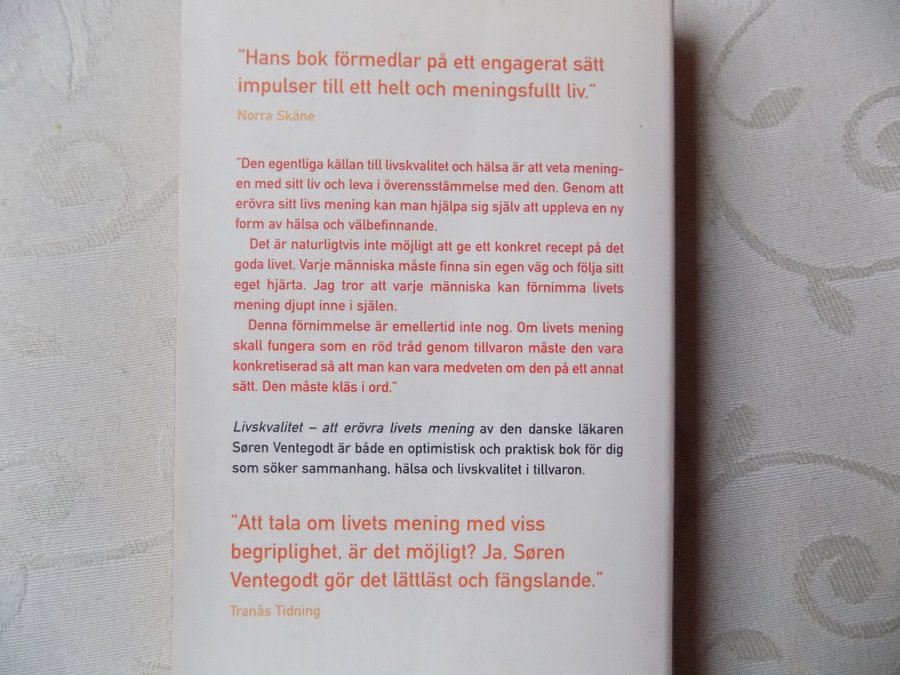 "Hans bok förmedlar på ett engagerat sätt
impulser till ett helt och meningsfullt liv."
Norra Skåne
"Den egentliga källan till livskvalitet och hälsa är att veta mening-
en med sitt liv och leva i överensstämmelse med den. Genom att
erövra sitt livs mening kan man hjälpa sig själv att uppleva en ny
form av hälsa och välbefinnande.
Det är naturligtvis inte möjligt att ge ett konkret recept på det
goda livet. Varje människa måste finna sin egen väg och följa sitt
eget hjärta. Jag tror att varje människa kan förnimma livets
mening djupt inne i själen.
Denna förnimmelse är emellertid inte nog. Om livets mening
skall fungera som en röd tråd genom tillvaron måste den vara
konkretiserad så att man kan vara medveten om den på ett annat
sätt. Den måste kläs i ord."
Livskvalitet – att erövra livets mening av den danske läkaren
Søren Ventegodt är både en optimistisk och praktisk bok för dig
som söker sammanhang, hälsa och livskvalitet i tillvaron.
"Att tala om livets mening med viss
begriplighet, är det möjligt? Ja, Søren
Ventegodt gör det lättläst och fängslande."
Tranås Tidning